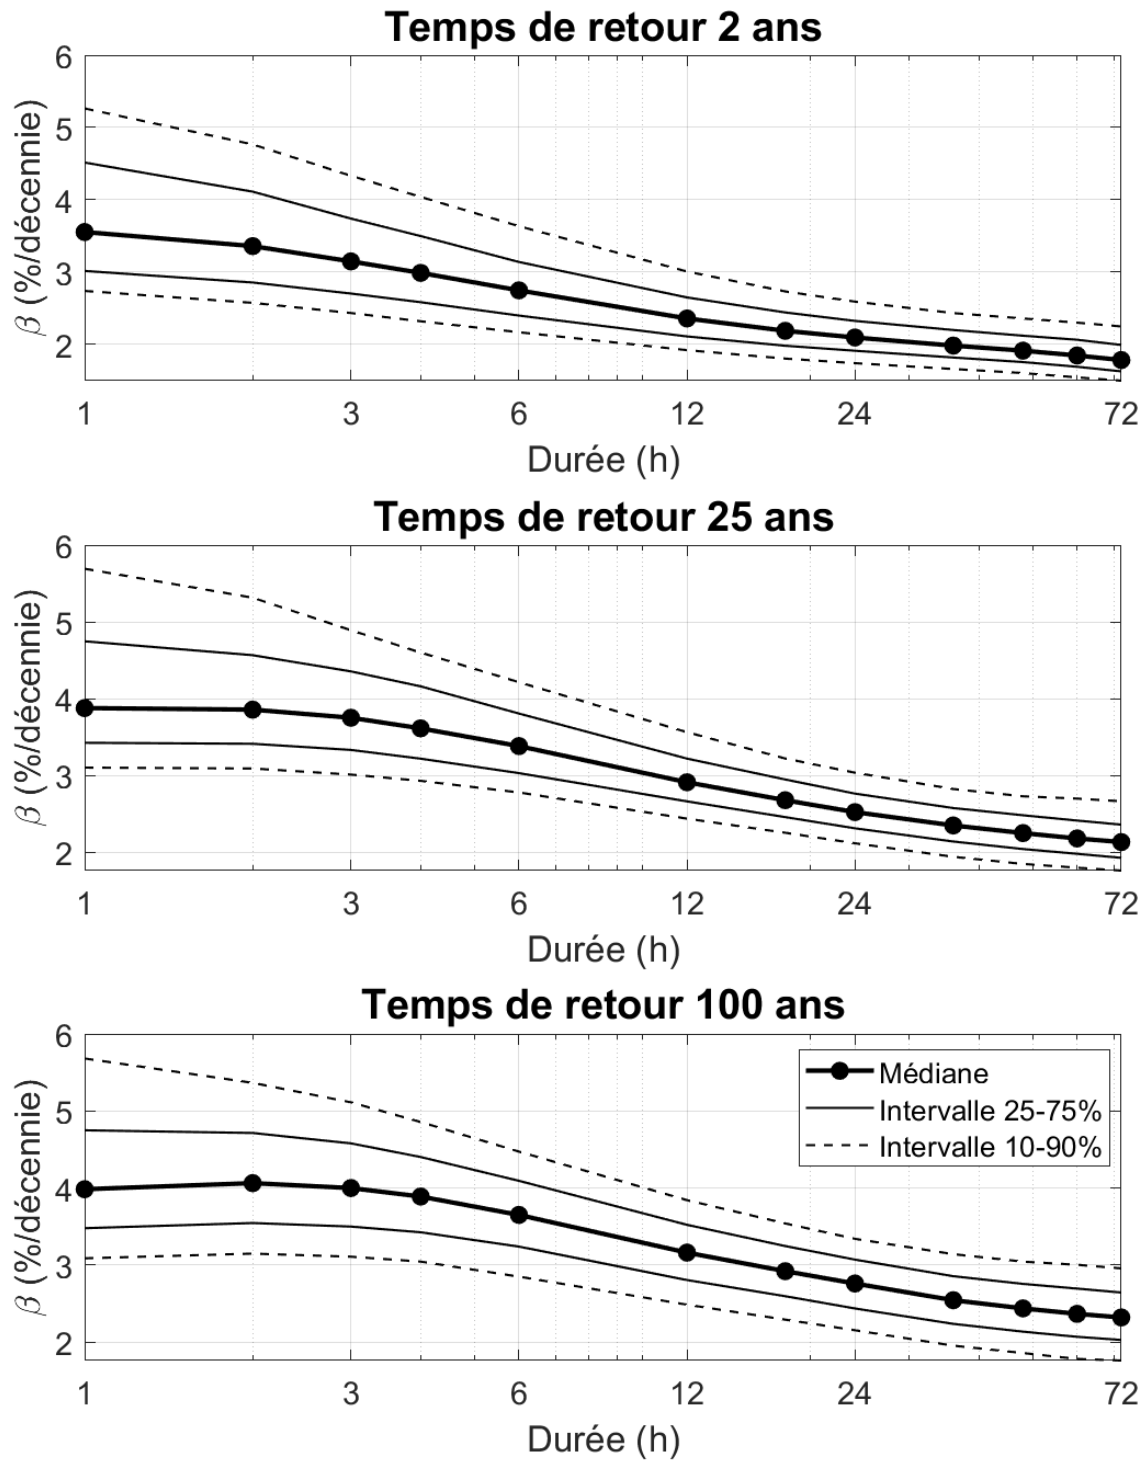 Temps de retour 2 ans
6
5
4
3
2
β (%/décennie)
1 3 6 12 24 72
Durée (h)
Temps de retour 25 ans
6
5
4
3
2
β (%/décennie)
1 3 6 12 24 72
Durée (h)
Temps de retour 100 ans
6
5
4
3
2
β (%/décennie)
Médiane
Intervalle 25-75%
Intervalle 10-90%
1 3 6 12 24 72
Durée (h)